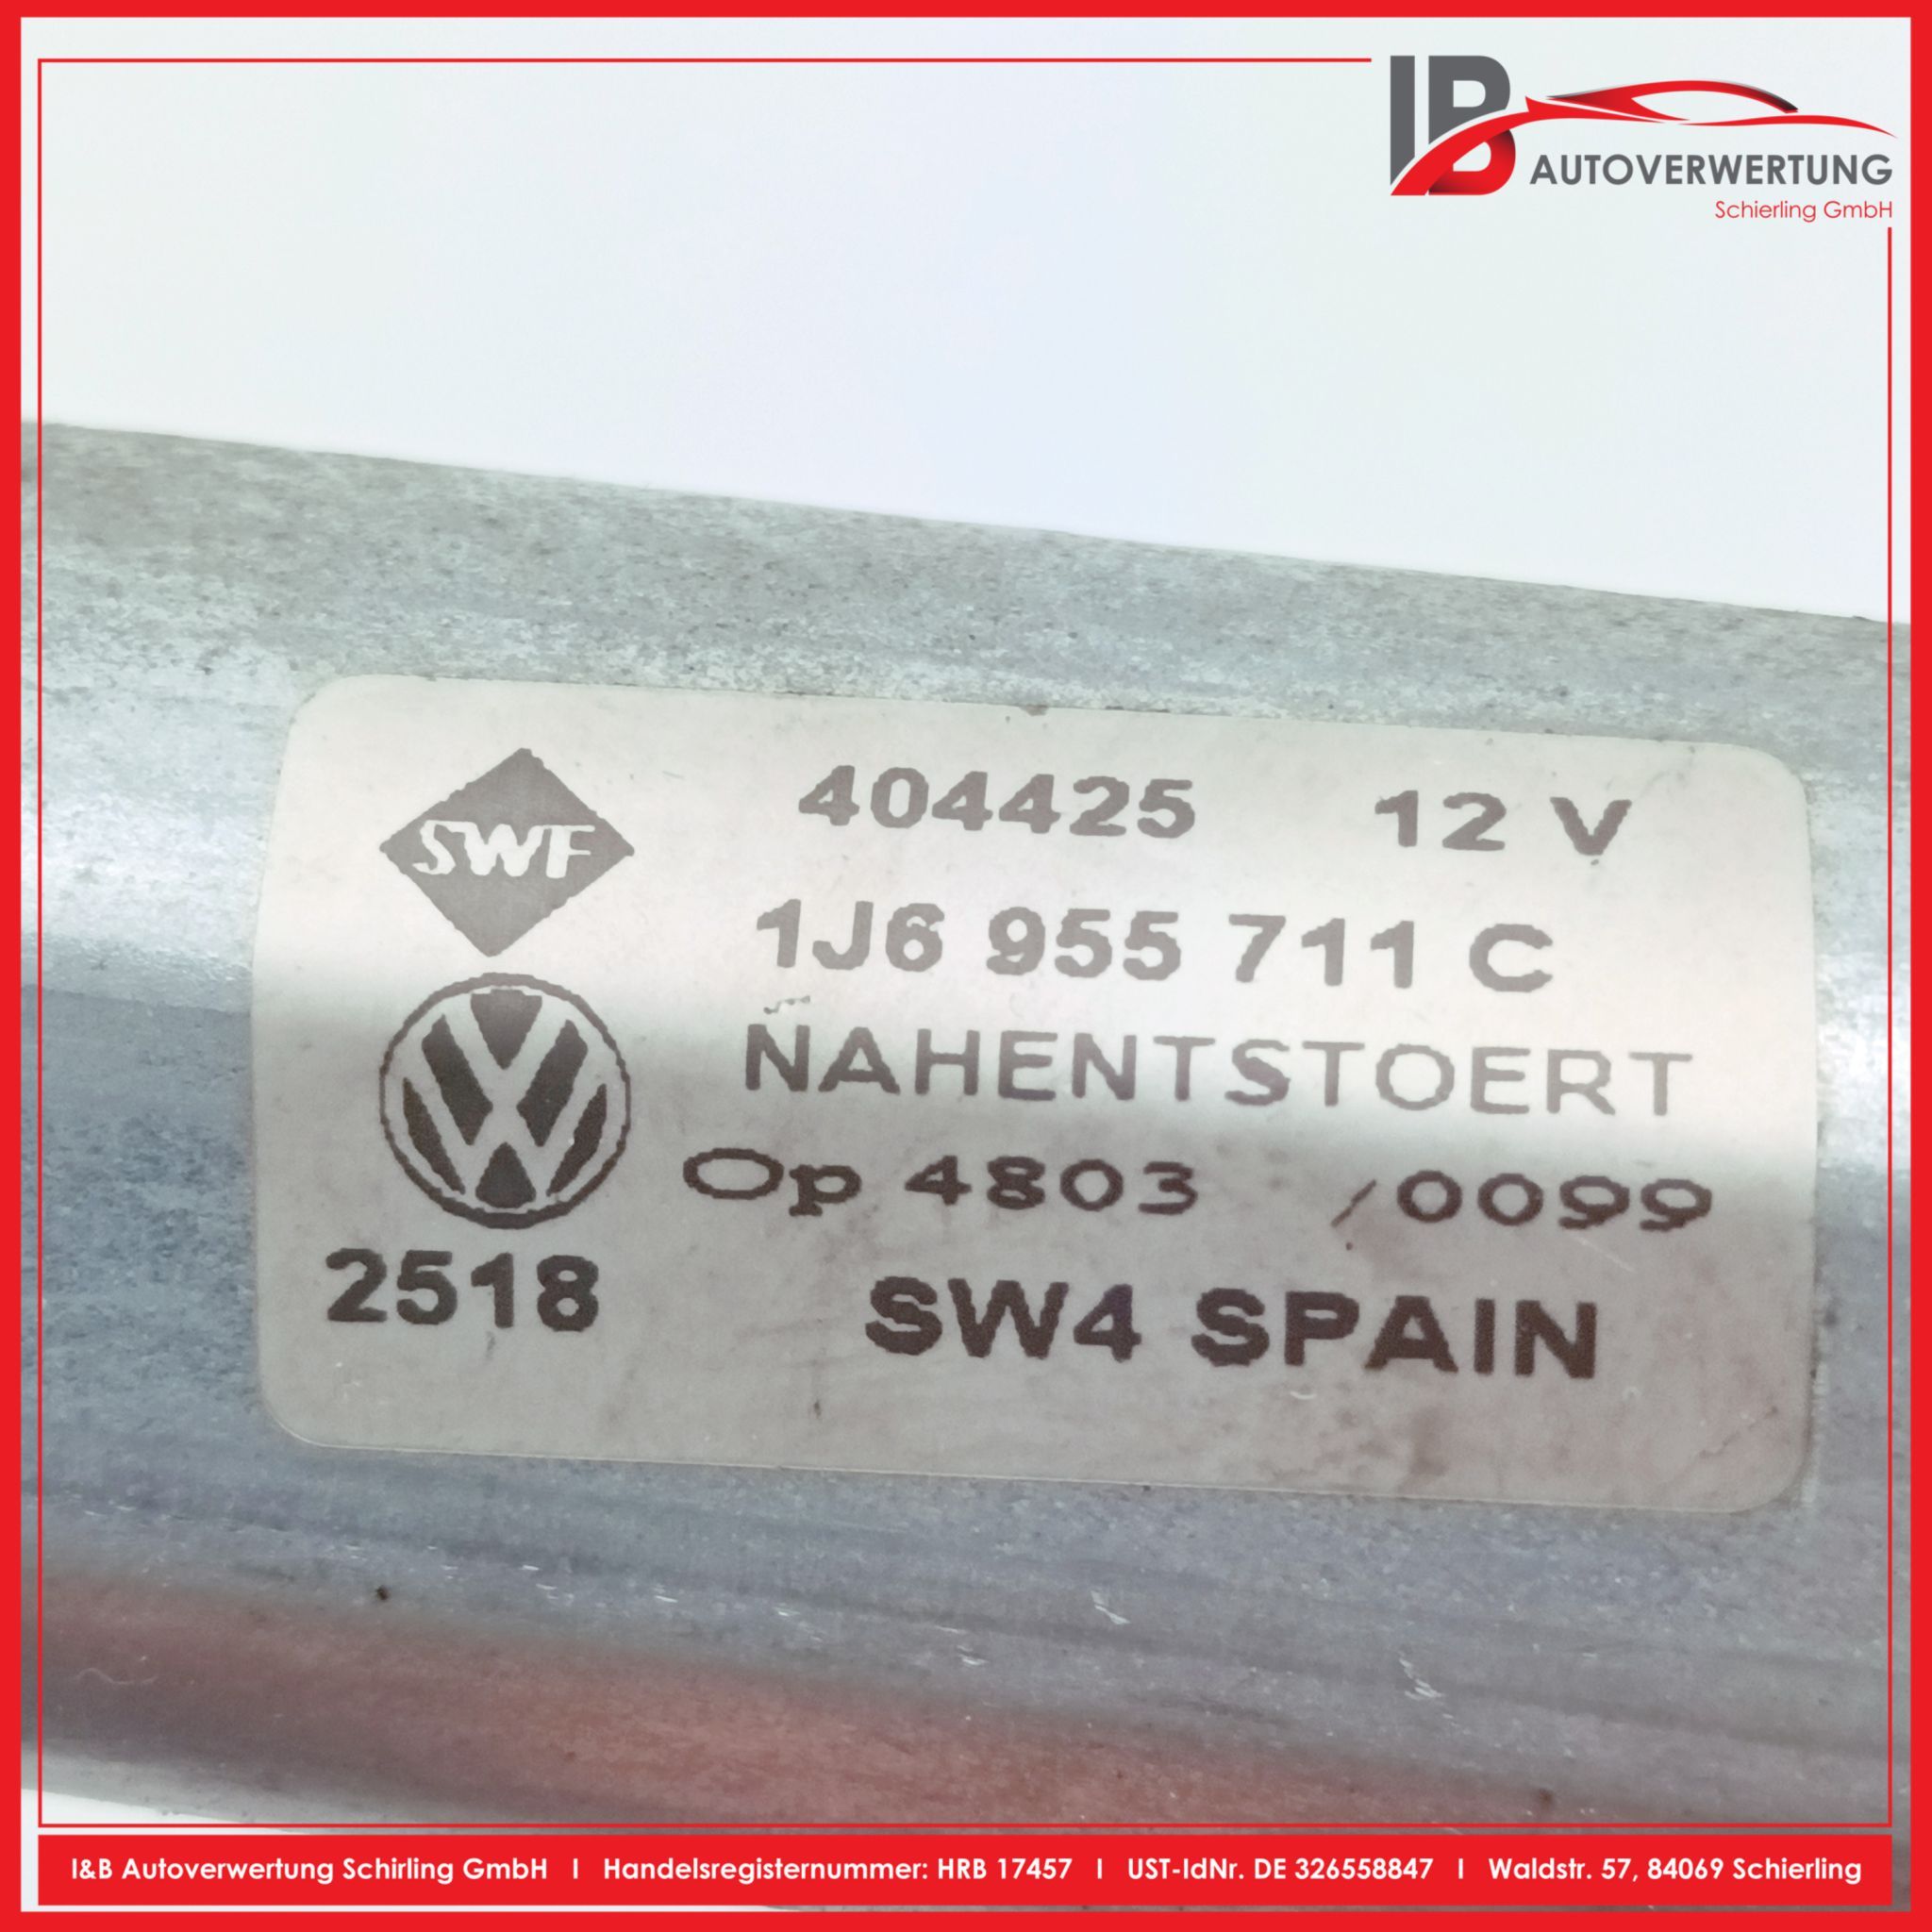 IB
AUTOVERWERTUNG
Schierling GmbH
SWF
404425 12 V
1J6 955 711 C
NAHENTSTOERT
Op 4803 /0099
2518
SW4 SPAIN
I&B Autoverwertung Schirling GmbH I Handelsregisternummer: HRB 17457 I UST-IdNr. DE 326558847 I Waldstr. 57, 84069 Schierling